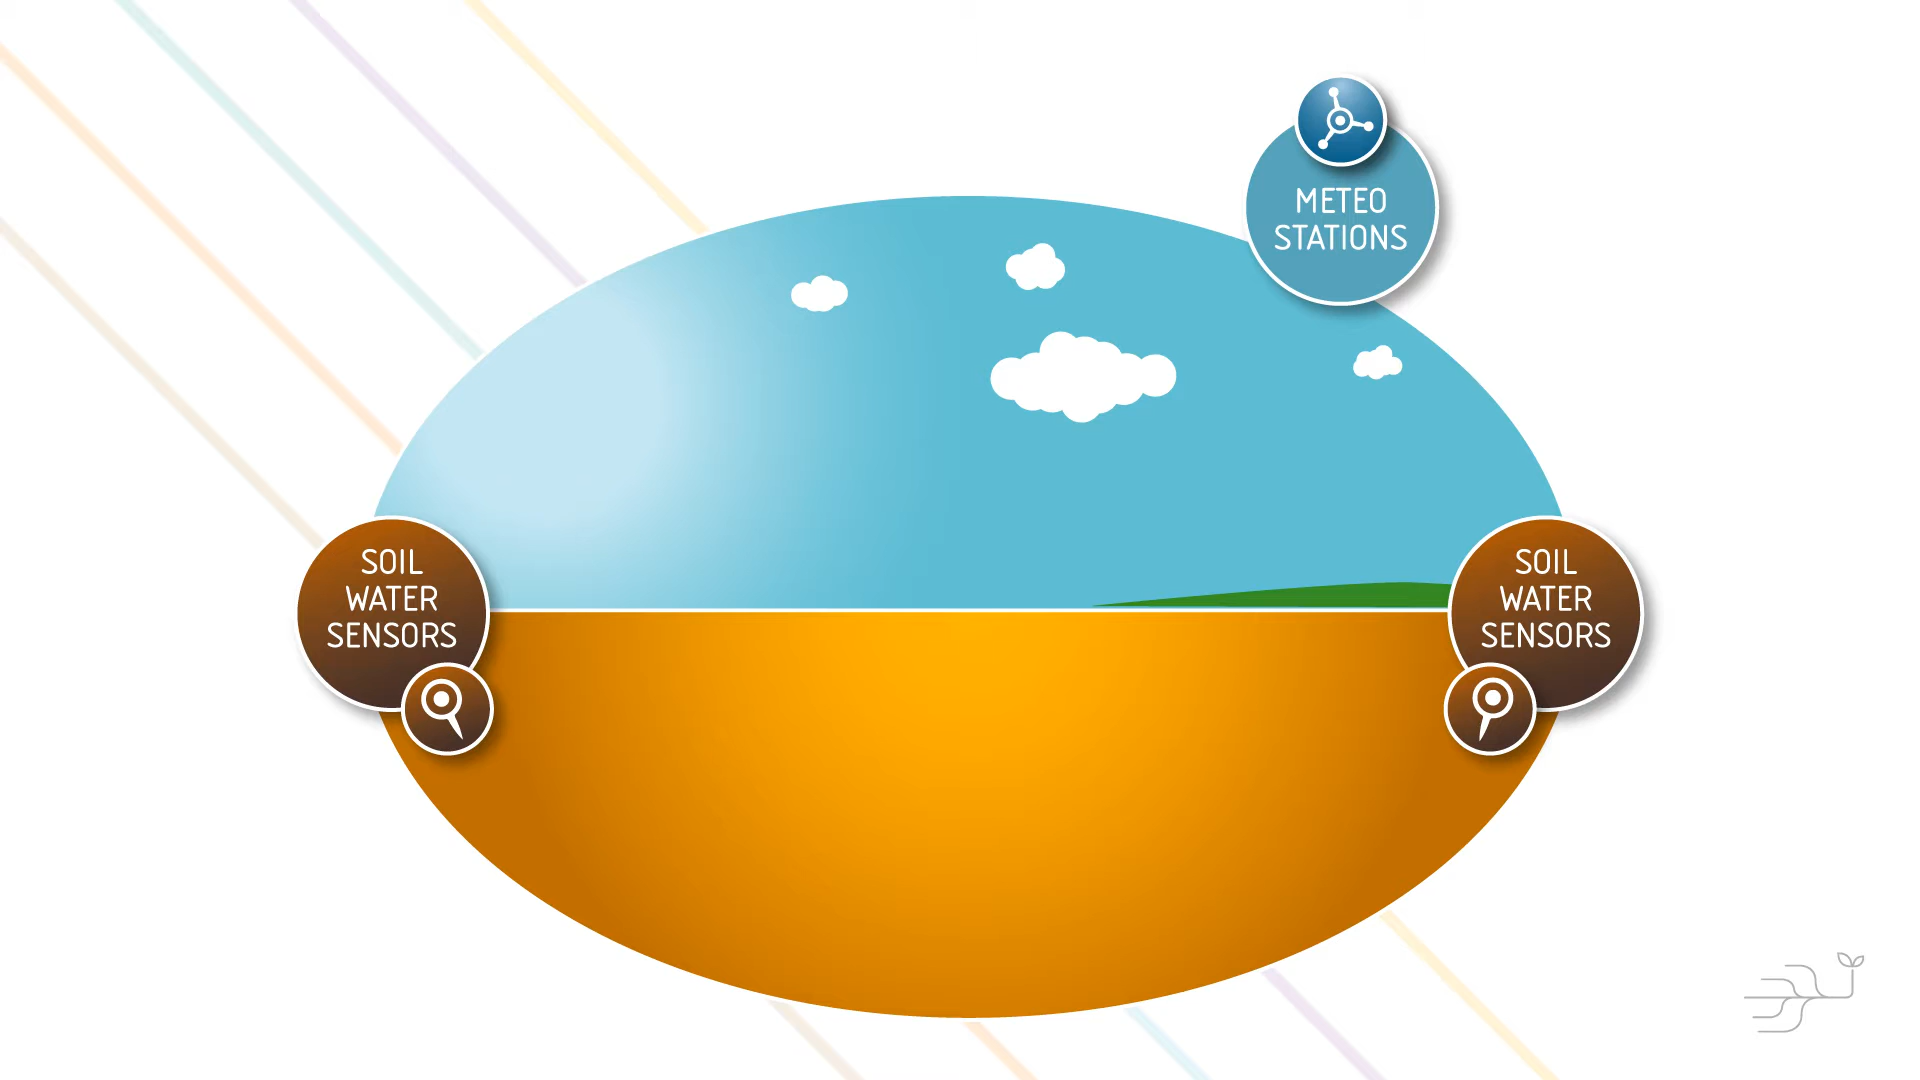 METEO
STATIONS
SOIL
WATER
SENSORS
SOIL
WATER
SENSORS